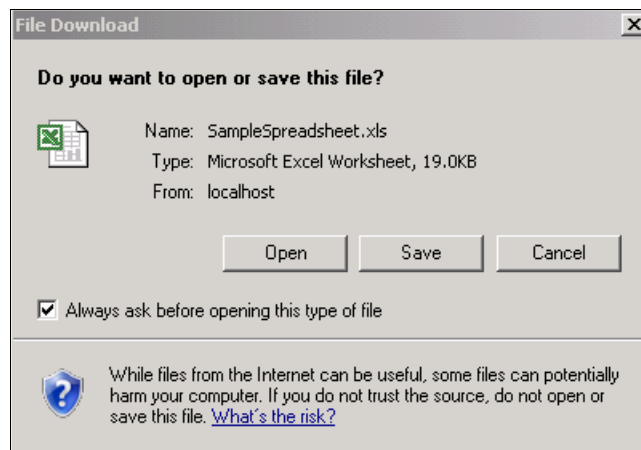 File Download
Do you want to open or save this file?
Name: SampleSpreadsheet.xls
Type: Microsoft Excel Worksheet, 19.0KB
From: localhost
Open Save Cancel
Always ask before opening this type of file
While files from the Internet can be useful, some files can potentially
harm your computer. If you do not trust the source, do not open or
save this file. What's the risk?